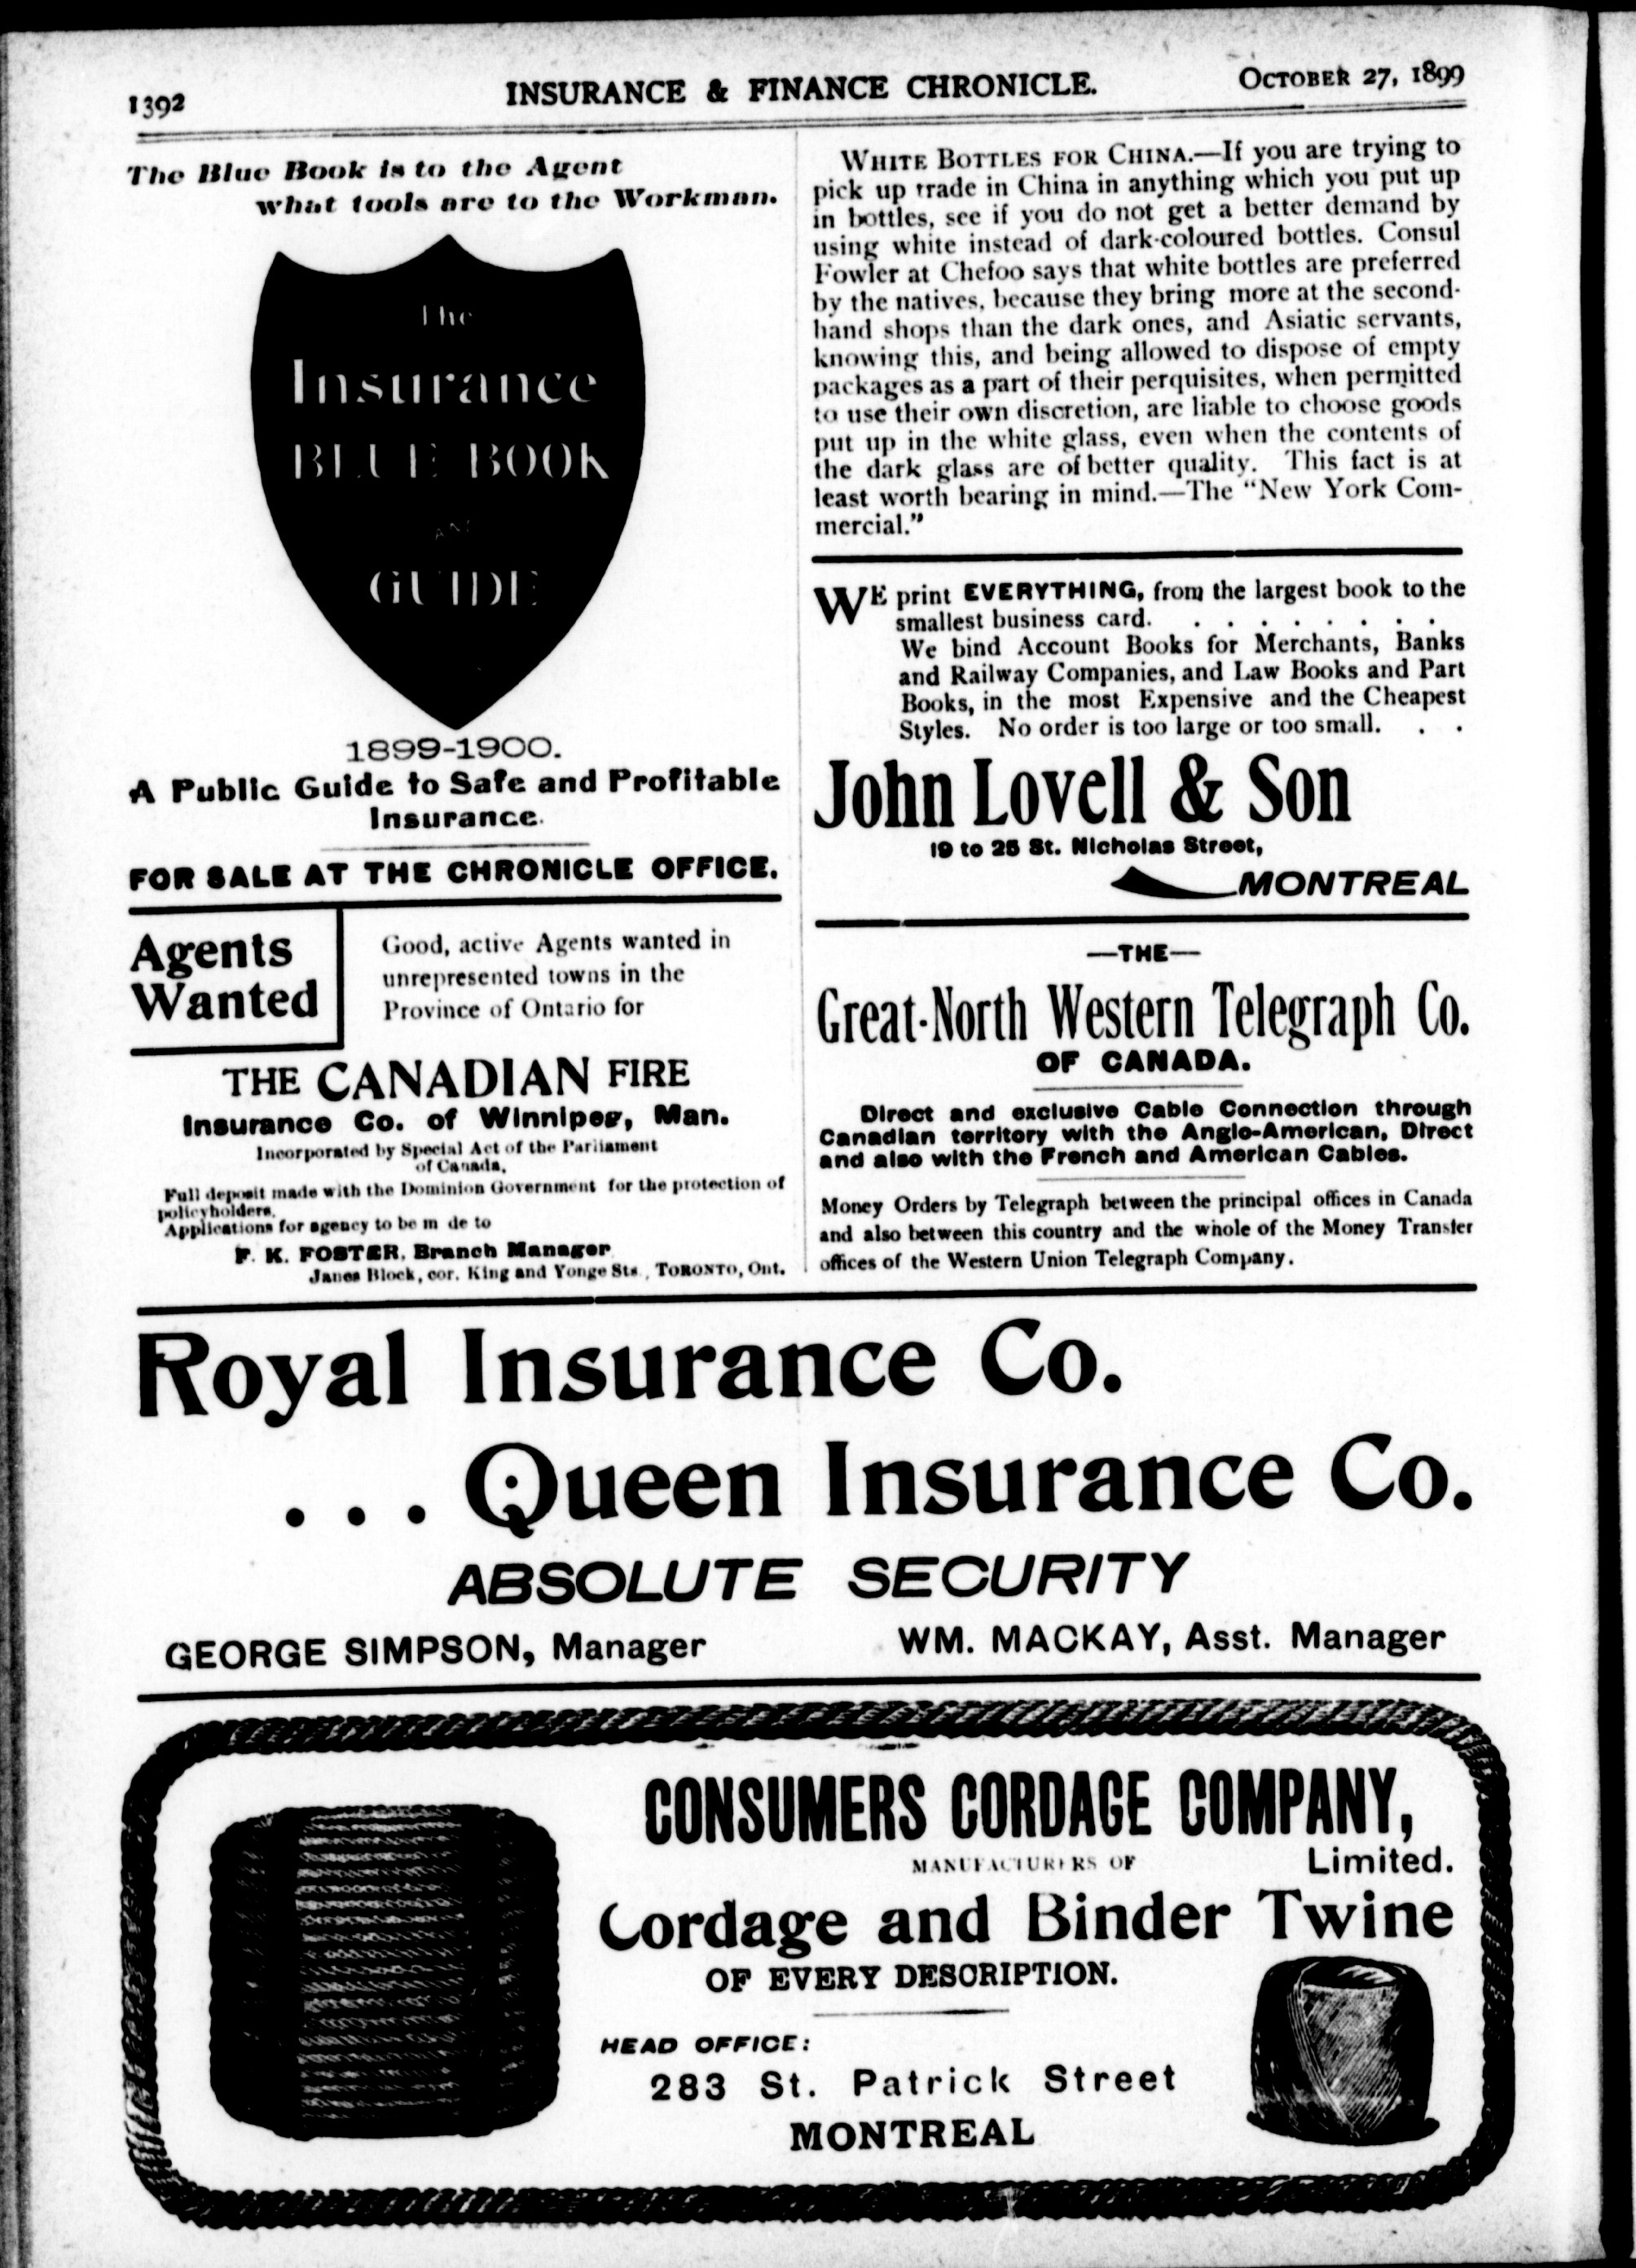 1392
INSURANCE & FINANCE CHRONICLE.
OCTOBER 27, 1899
The Blue Book is to the Agent
what tools are to the Workman.
The
Insurance
BLUE BOOK
AND
GUIDE
1899-1900.
A Public Guide to Safe and Profitable
Insurance.
FOR SALE AT THE CHRONICLE OFFICE.
Agents
Wanted
Good, active Agents wanted in
unrepresented towns in the
Province of Ontario for
THE CANADIAN FIRE
Insurance Co. of Winnipeg, Man.
Incorporated by Special Act of the Parliament
of Canada,
Full deposit made with the Dominion Government for the protection of
policyholders.
Applications for agency to be m de to
F. K. FOSTER, Branch Manager
Janes Block, cor. King and Yonge Sts., TORONTO, Ont.
WHITE BOTTLES FOR CHINA.—If you are trying to
pick up trade in China in anything which you put up
in bottles, see if you do not get a better demand by
using white instead of dark-coloured bottles. Consul
Fowler at Chefoo says that white bottles are preferred
by the natives, because they bring more at the second-
hand shops than the dark ones, and Asiatic servants,
knowing this, and being allowed to dispose of empty
packages as a part of their perquisites, when permitted
to use their own discretion, are liable to choose goods
put up in the white glass, even when the contents of
the dark glass are of better quality. This fact is at
least worth bearing in mind.—The "New York Com-
mercial."
WE print EVERYTHING, from the largest book to the
smallest business card. . . . . . . . .
We bind Account Books for Merchants, Banks
and Railway Companies, and Law Books and Part
Books, in the most Expensive and the Cheapest
Styles. No order is too large or too small. . .
John Lovell & Son
19 to 25 St. Nicholas Street,
MONTREAL
—THE—
Great-North Western Telegraph Co.
OF CANADA.
Direct and exclusive Cable Connection through
Canadian territory with the Anglo-American, Direct
and also with the French and American Cables.
Money Orders by Telegraph between the principal offices in Canada
and also between this country and the whole of the Money Transfer
offices of the Western Union Telegraph Company.
Royal Insurance Co.
. . . Queen Insurance Co.
ABSOLUTE SECURITY
GEORGE SIMPSON, Manager
WM. MACKAY, Asst. Manager
CONSUMERS CORDAGE COMPANY,
MANUFACTURERS OF
Limited.
Cordage and Binder Twine
OF EVERY DESCRIPTION.
HEAD OFFICE:
283 St. Patrick Street
MONTREAL